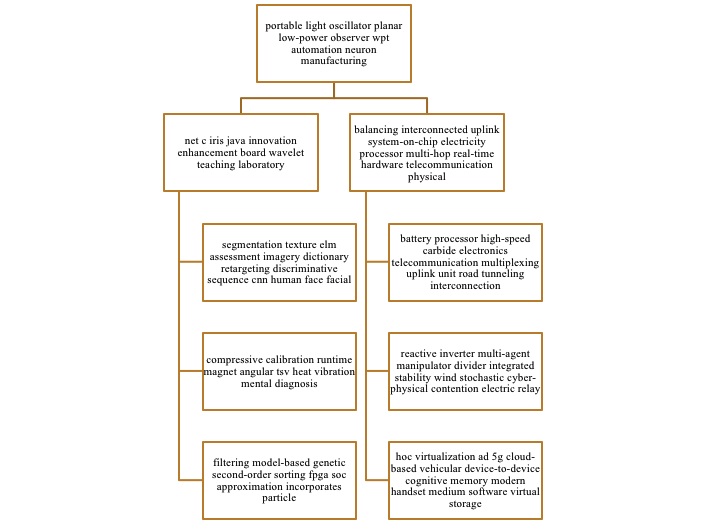 portable light oscillator planar
low-power observer wpt
automation neuron
manufacturing
net c iris java innovation
enhancement board wavelet
teaching laboratory
balancing interconnected uplink
system-on-chip electricity
processor multi-hop real-time
hardware telecommunication
physical
segmentation texture elm
assessment imagery dictionary
retargeting discriminative
sequence cnn human face facial
compressive calibration runtime
magnet angular tsv heat vibration
mental diagnosis
filtering model-based genetic
second-order sorting fpga soc
approximation incorporates
particle
battery processor high-speed
carbide electronics
telecommunication multiplexing
uplink unit road tunneling
interconnection
reactive inverter multi-agent
manipulator divider integrated
stability wind stochastic cyber-
physical contention electric relay
hoc virtualization ad 5g cloud-
based vehicular device-to-device
cognitive memory modern
handset medium software virtual
storage